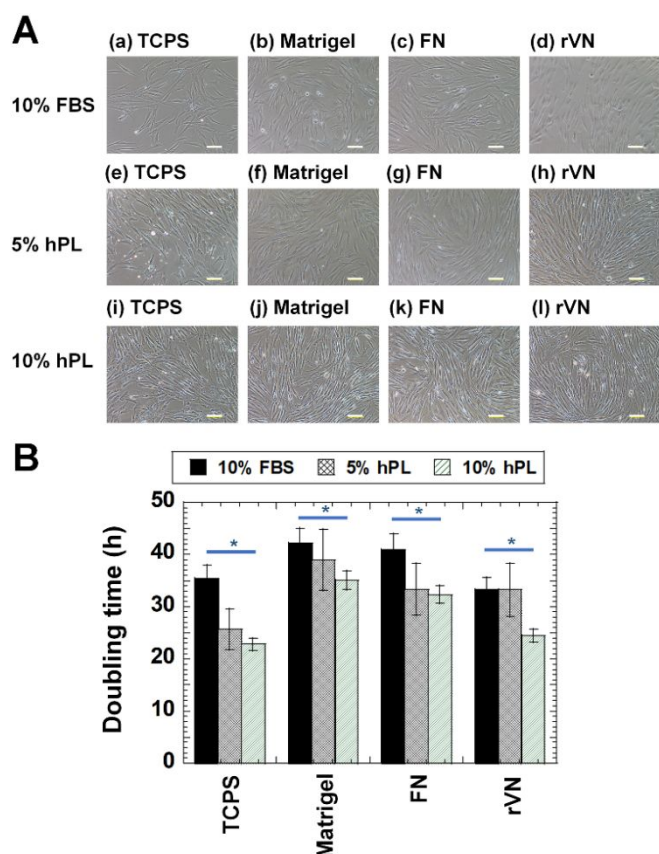 A
(a) TCPS (b) Matrigel (c) FN (d) rVN
10% FBS
(e) TCPS (f) Matrigel (g) FN (h) rVN
5% hPL
(i) TCPS (j) Matrigel (k) FN (l) rVN
10% hPL
B
10% FBS 5% hPL 10% hPL
Doubling time (h)
50
40
30
20
10
0
* * * *
TCPS Matrigel FN rVN